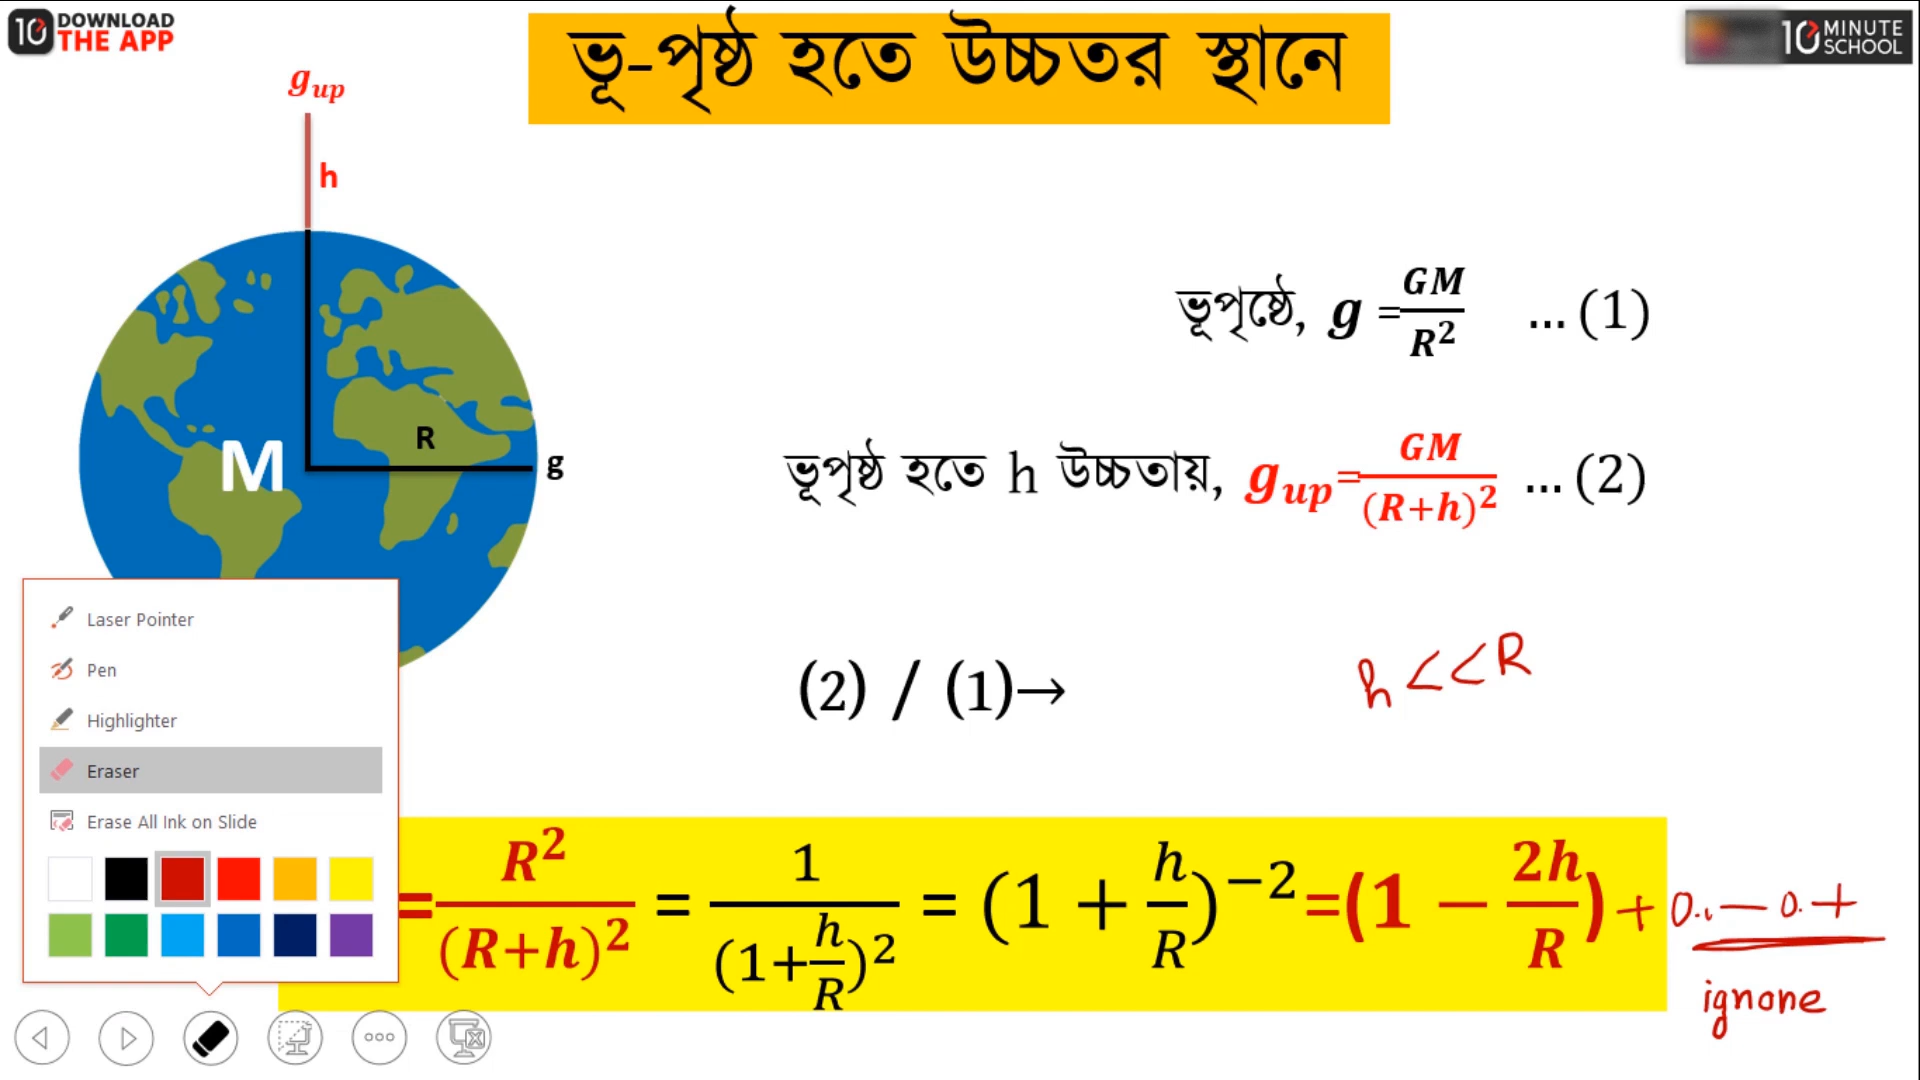 10 DOWNLOAD THE APP
ভূ-পৃষ্ঠ হতে উচ্চতর স্থানে
10 MINUTE SCHOOL
g_up
h
ভূপৃষ্ঠে, g = GM/R² ... (1)
R
M
g
ভূপৃষ্ঠ হতে h উচ্চতায়, g_up = GM/(R+h)² ... (2)
Laser Pointer
Pen
Highlighter
Eraser
Erase All Ink on Slide
(2) / (1)→
h <<R
= R²/(R+h)² = 1/(1+h/R)² = (1 + h/R)⁻² =(1 − 2h/R) + 0.. — 0. +
ignone